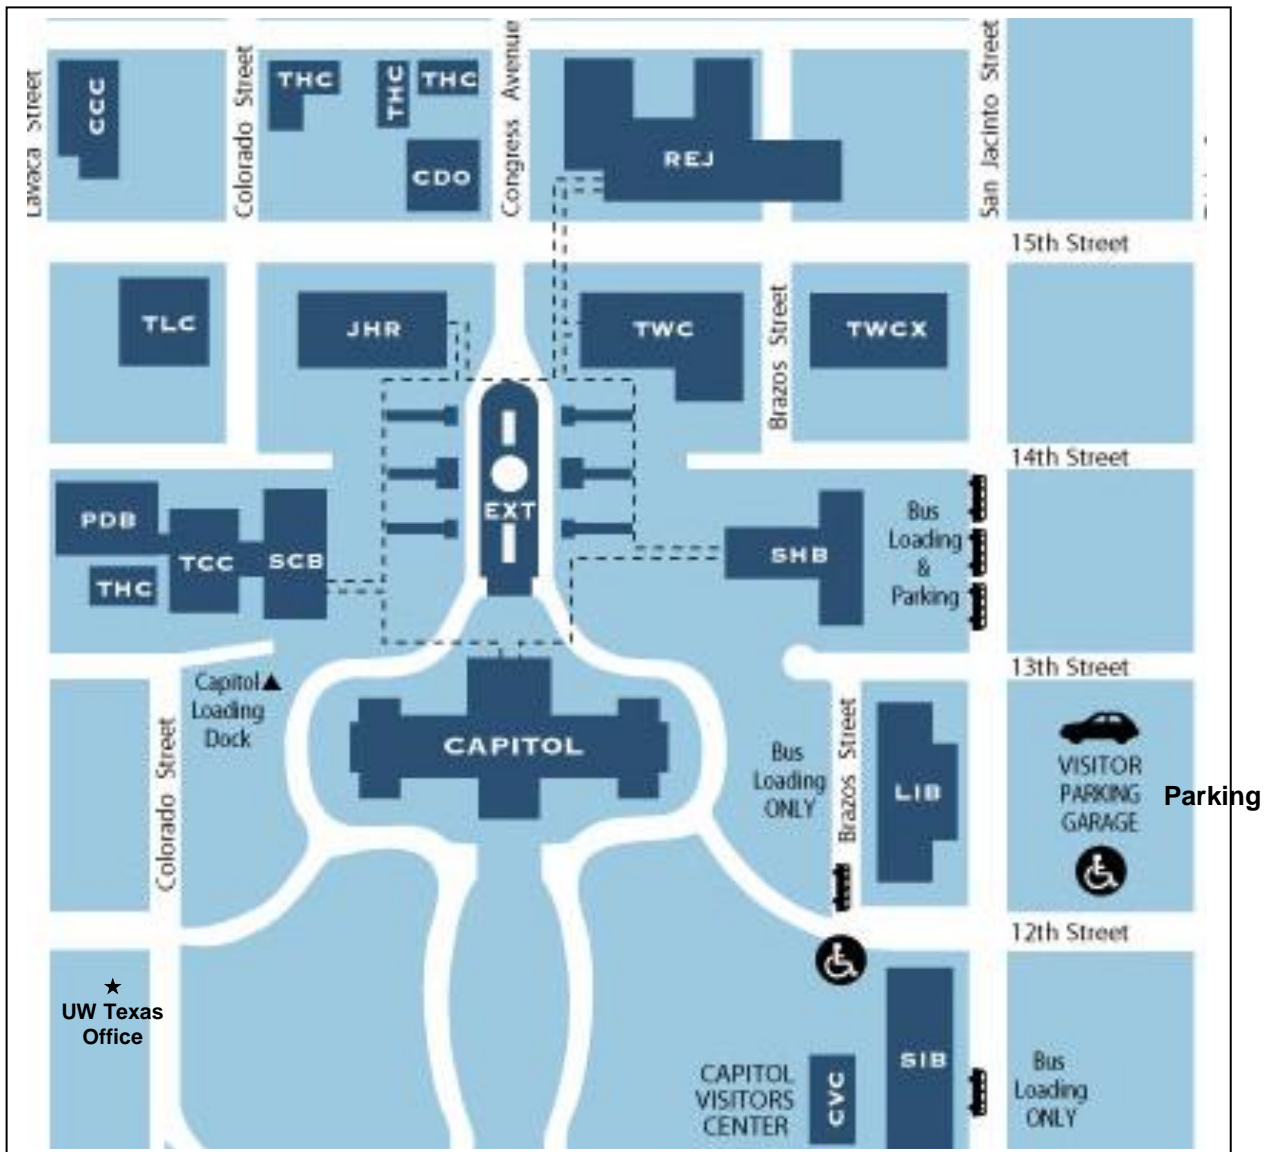 Lavaca Street
CCC
Colorado Street
THC
THC
THC
CDO
Congress Avenue
REJ
San Jacinto Street
15th Street
TLC
JHR
TWC
Brazos Street
TWCX
14th Street
PDB
TCC
SCB
THC
EXT
SHB
Bus
Loading
&
Parking
13th Street
Capitol
Loading
Dock
Colorado Street
CAPITOL
Bus
Loading
ONLY
Brazos Street
LIB
VISITOR
PARKING
GARAGE
Parking
12th Street
UW Texas
Office
CAPITOL
VISITORS
CENTER
CVC
SIB
Bus
Loading
ONLY